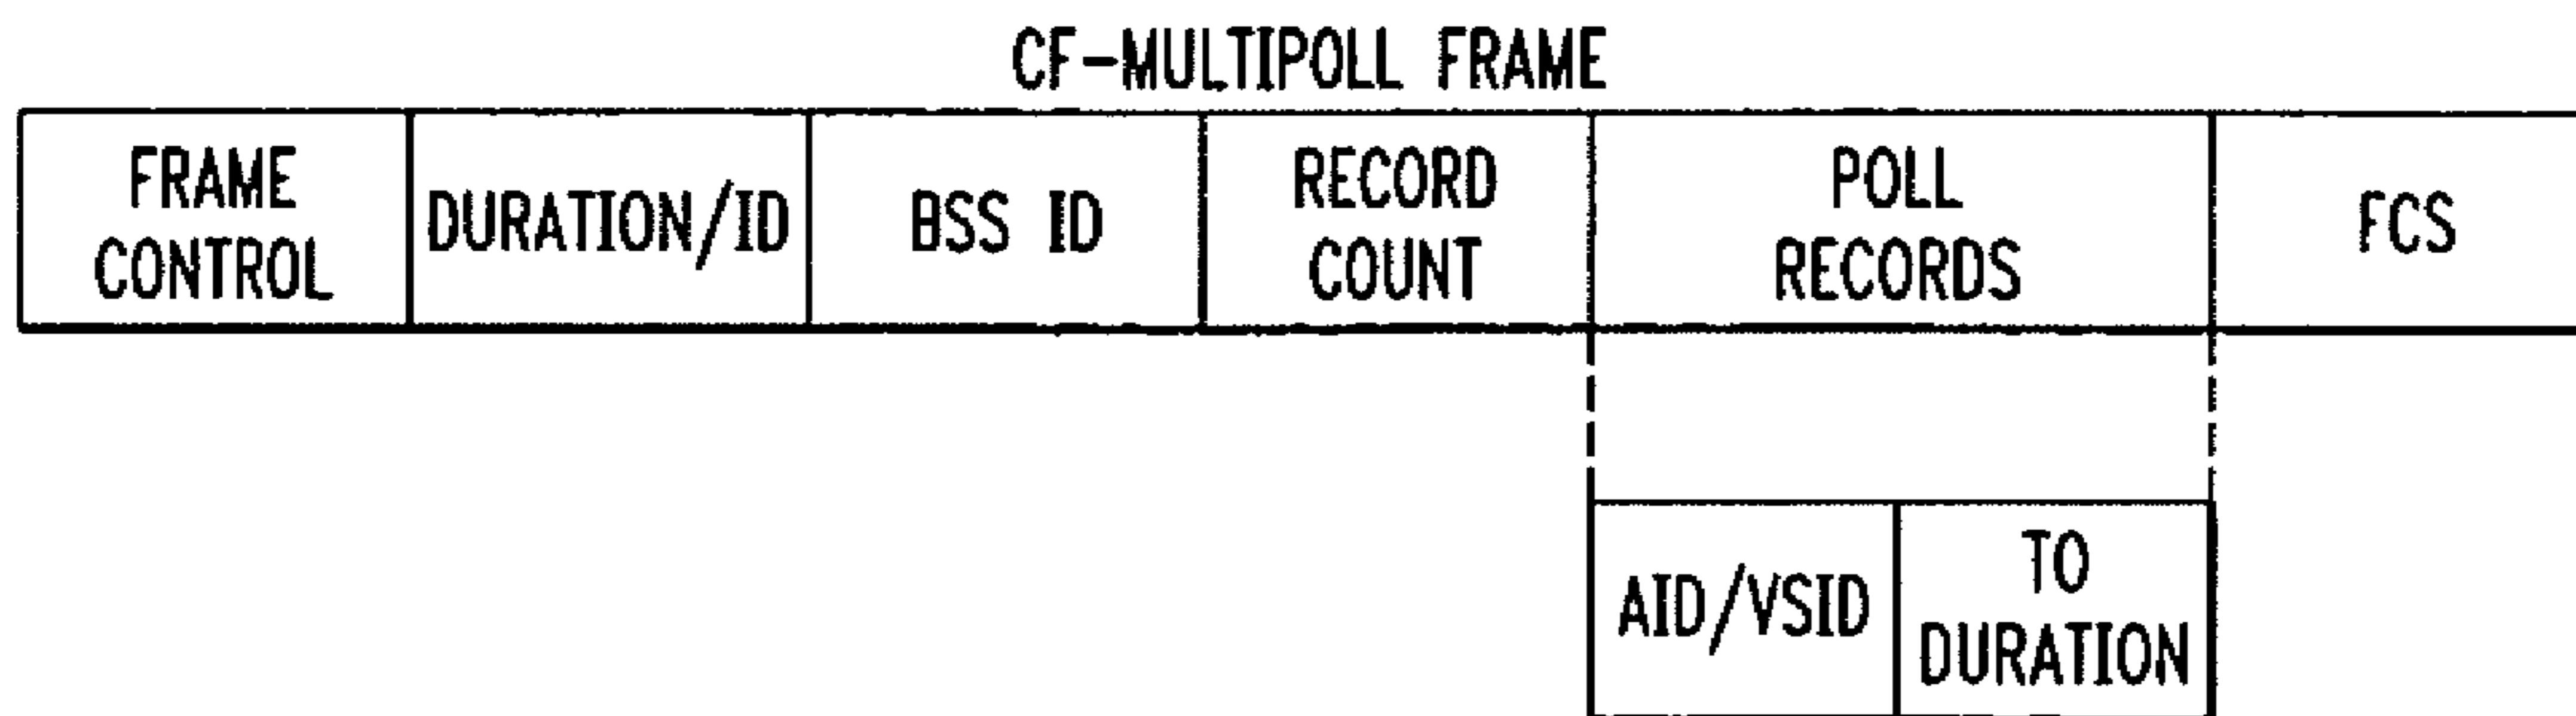 CF-MULTIPOLL FRAME
FRAME
CONTROL
DURATION/ID
BSS ID
RECORD
COUNT
POLL
RECORDS
FCS
AID/VSID
TO
DURATION